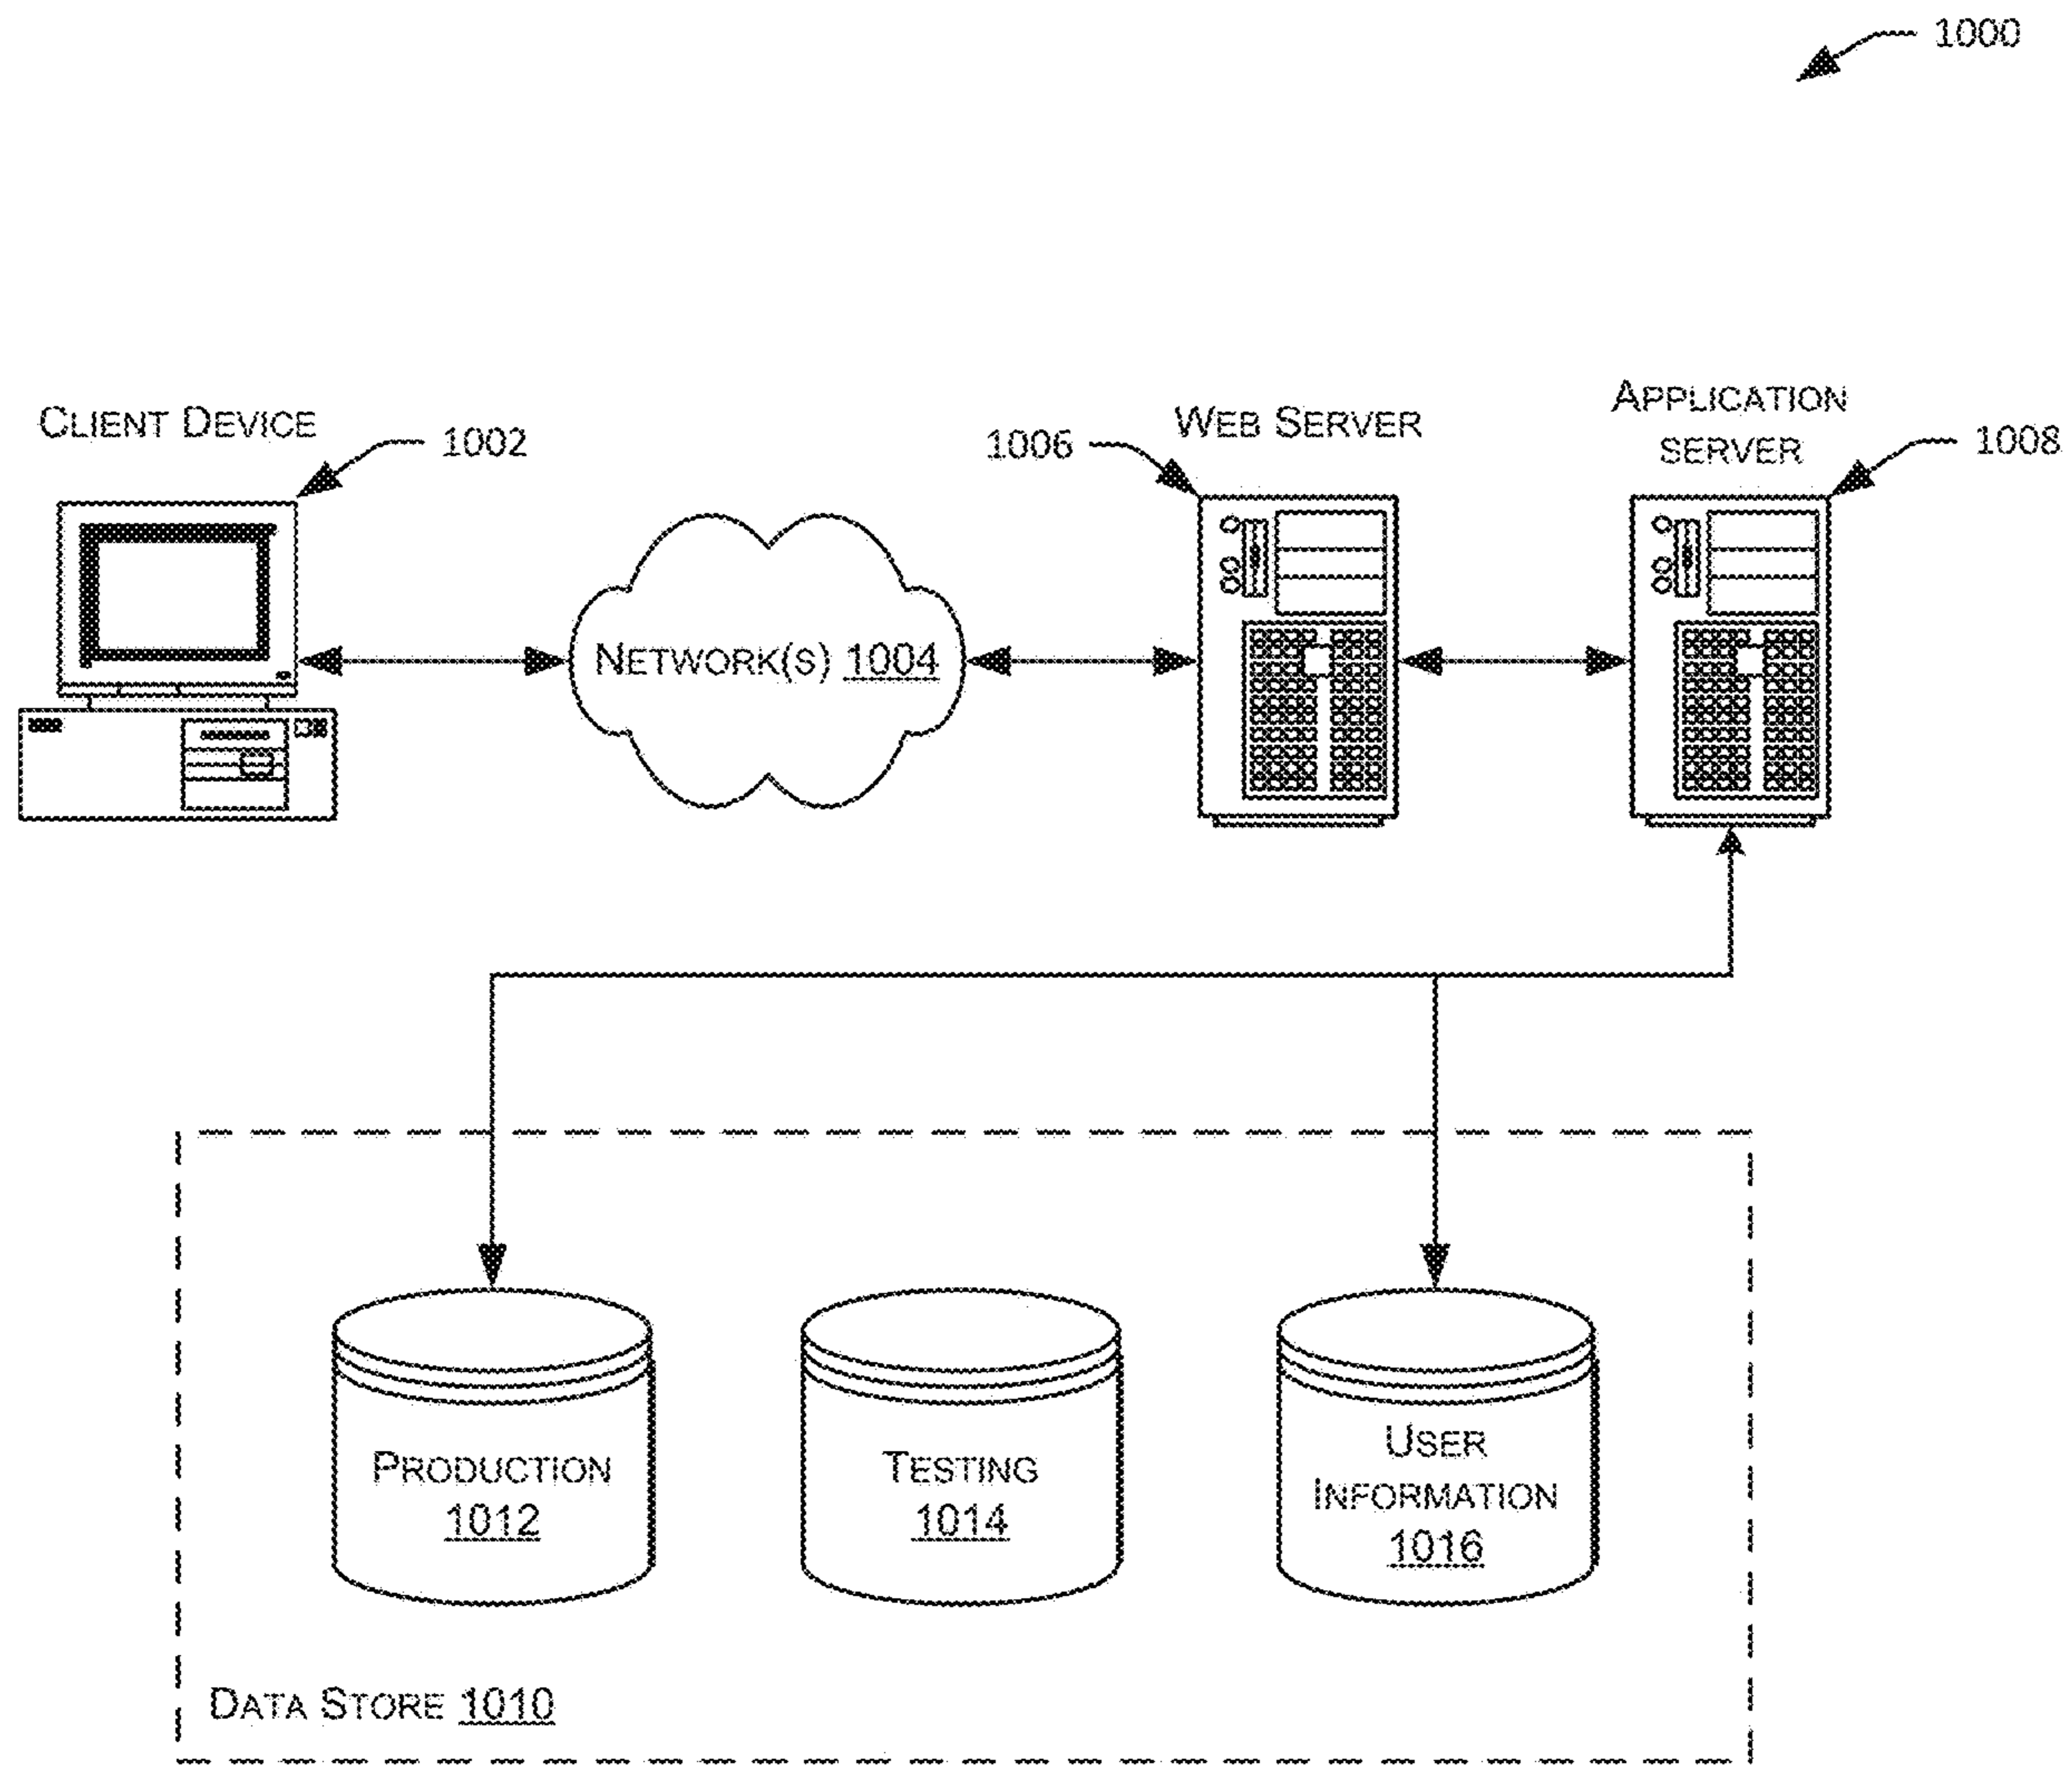 1000
CLIENT DEVICE
1002
1006
WEB SERVER
APPLICATION
SERVER
1008
NETWORK(S) 1004
PRODUCTION
1012
TESTING
1014
USER
INFORMATION
1016
DATA STORE 1010